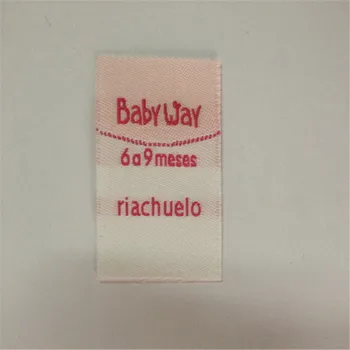 Baby Way
6 a 9 meses
riachuelo